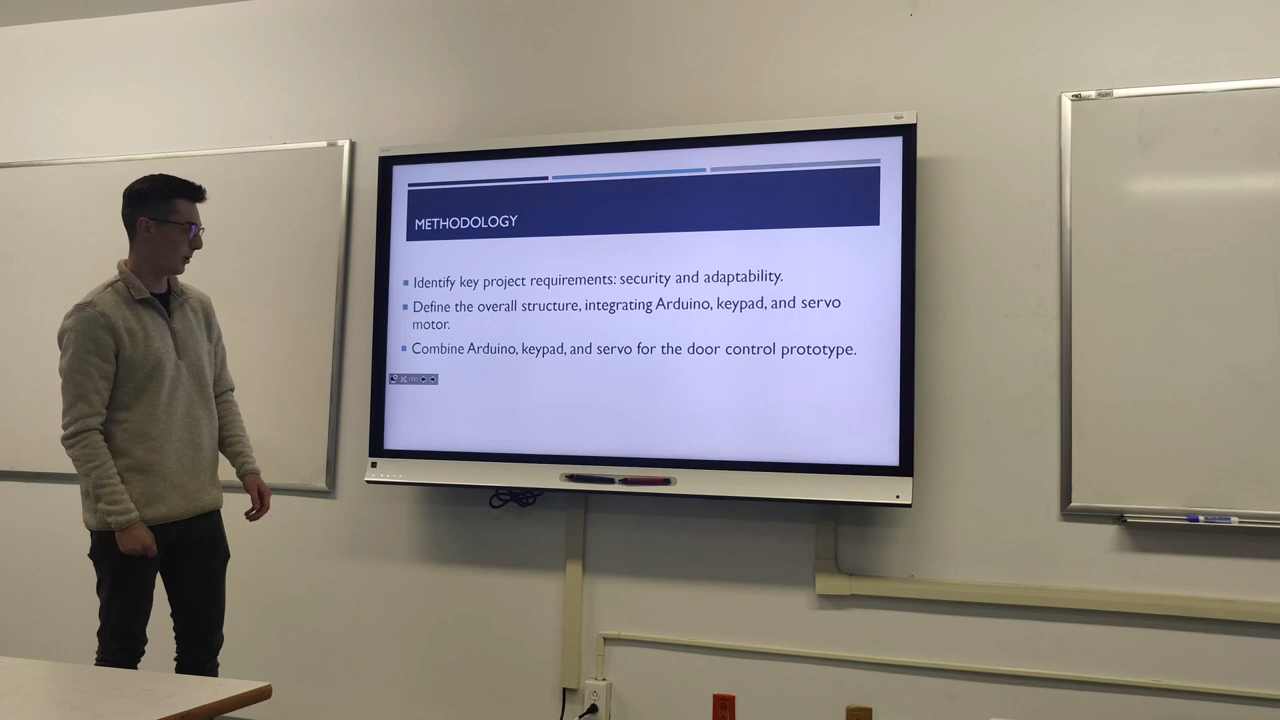 METHODOLOGY
Identify key project requirements: security and adaptability.
Define the overall structure, integrating Arduino, keypad, and servo
motor.
Combine Arduino, keypad, and servo for the door control prototype.